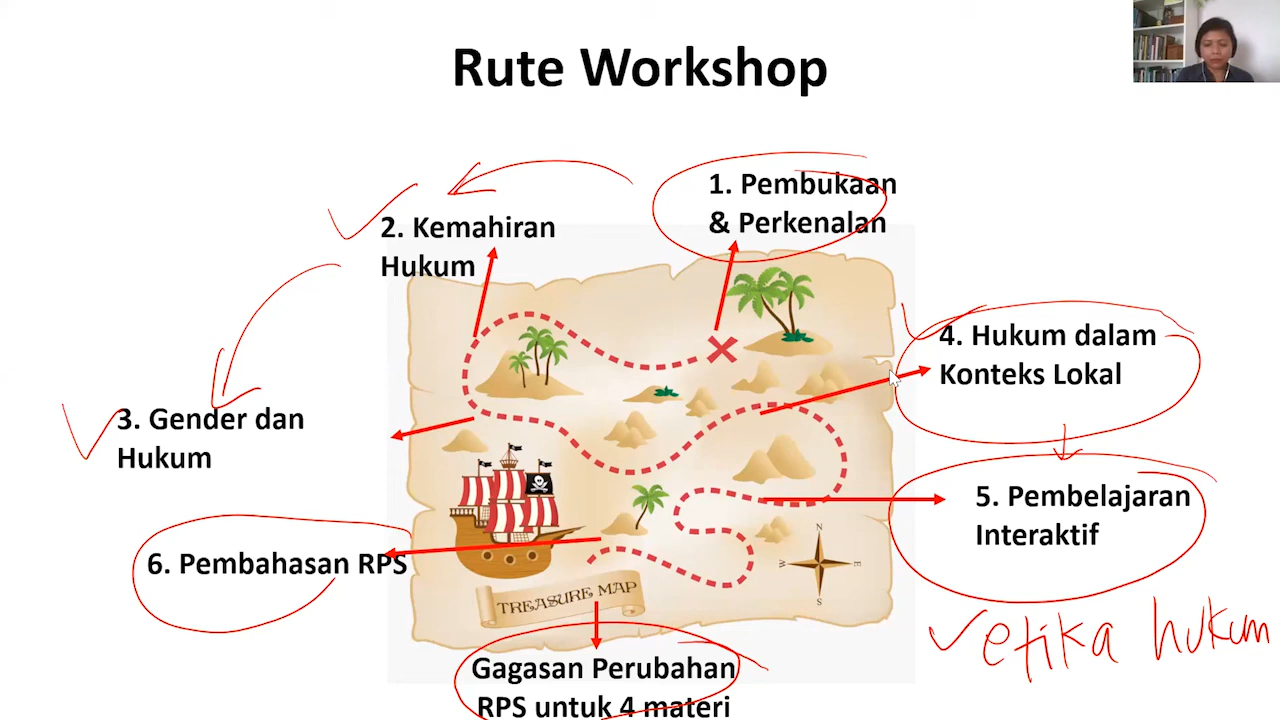 Rute Workshop
1. Pembukaan
& Perkenalan
2. Kemahiran
Hukum
3. Gender dan
Hukum
4. Hukum dalam
Konteks Lokal
5. Pembelajaran
Interaktif
6. Pembahasan RPS
etika hukum
TREASURE MAP
N
W
E
S
Gagasan Perubahan
RPS untuk 4 materi